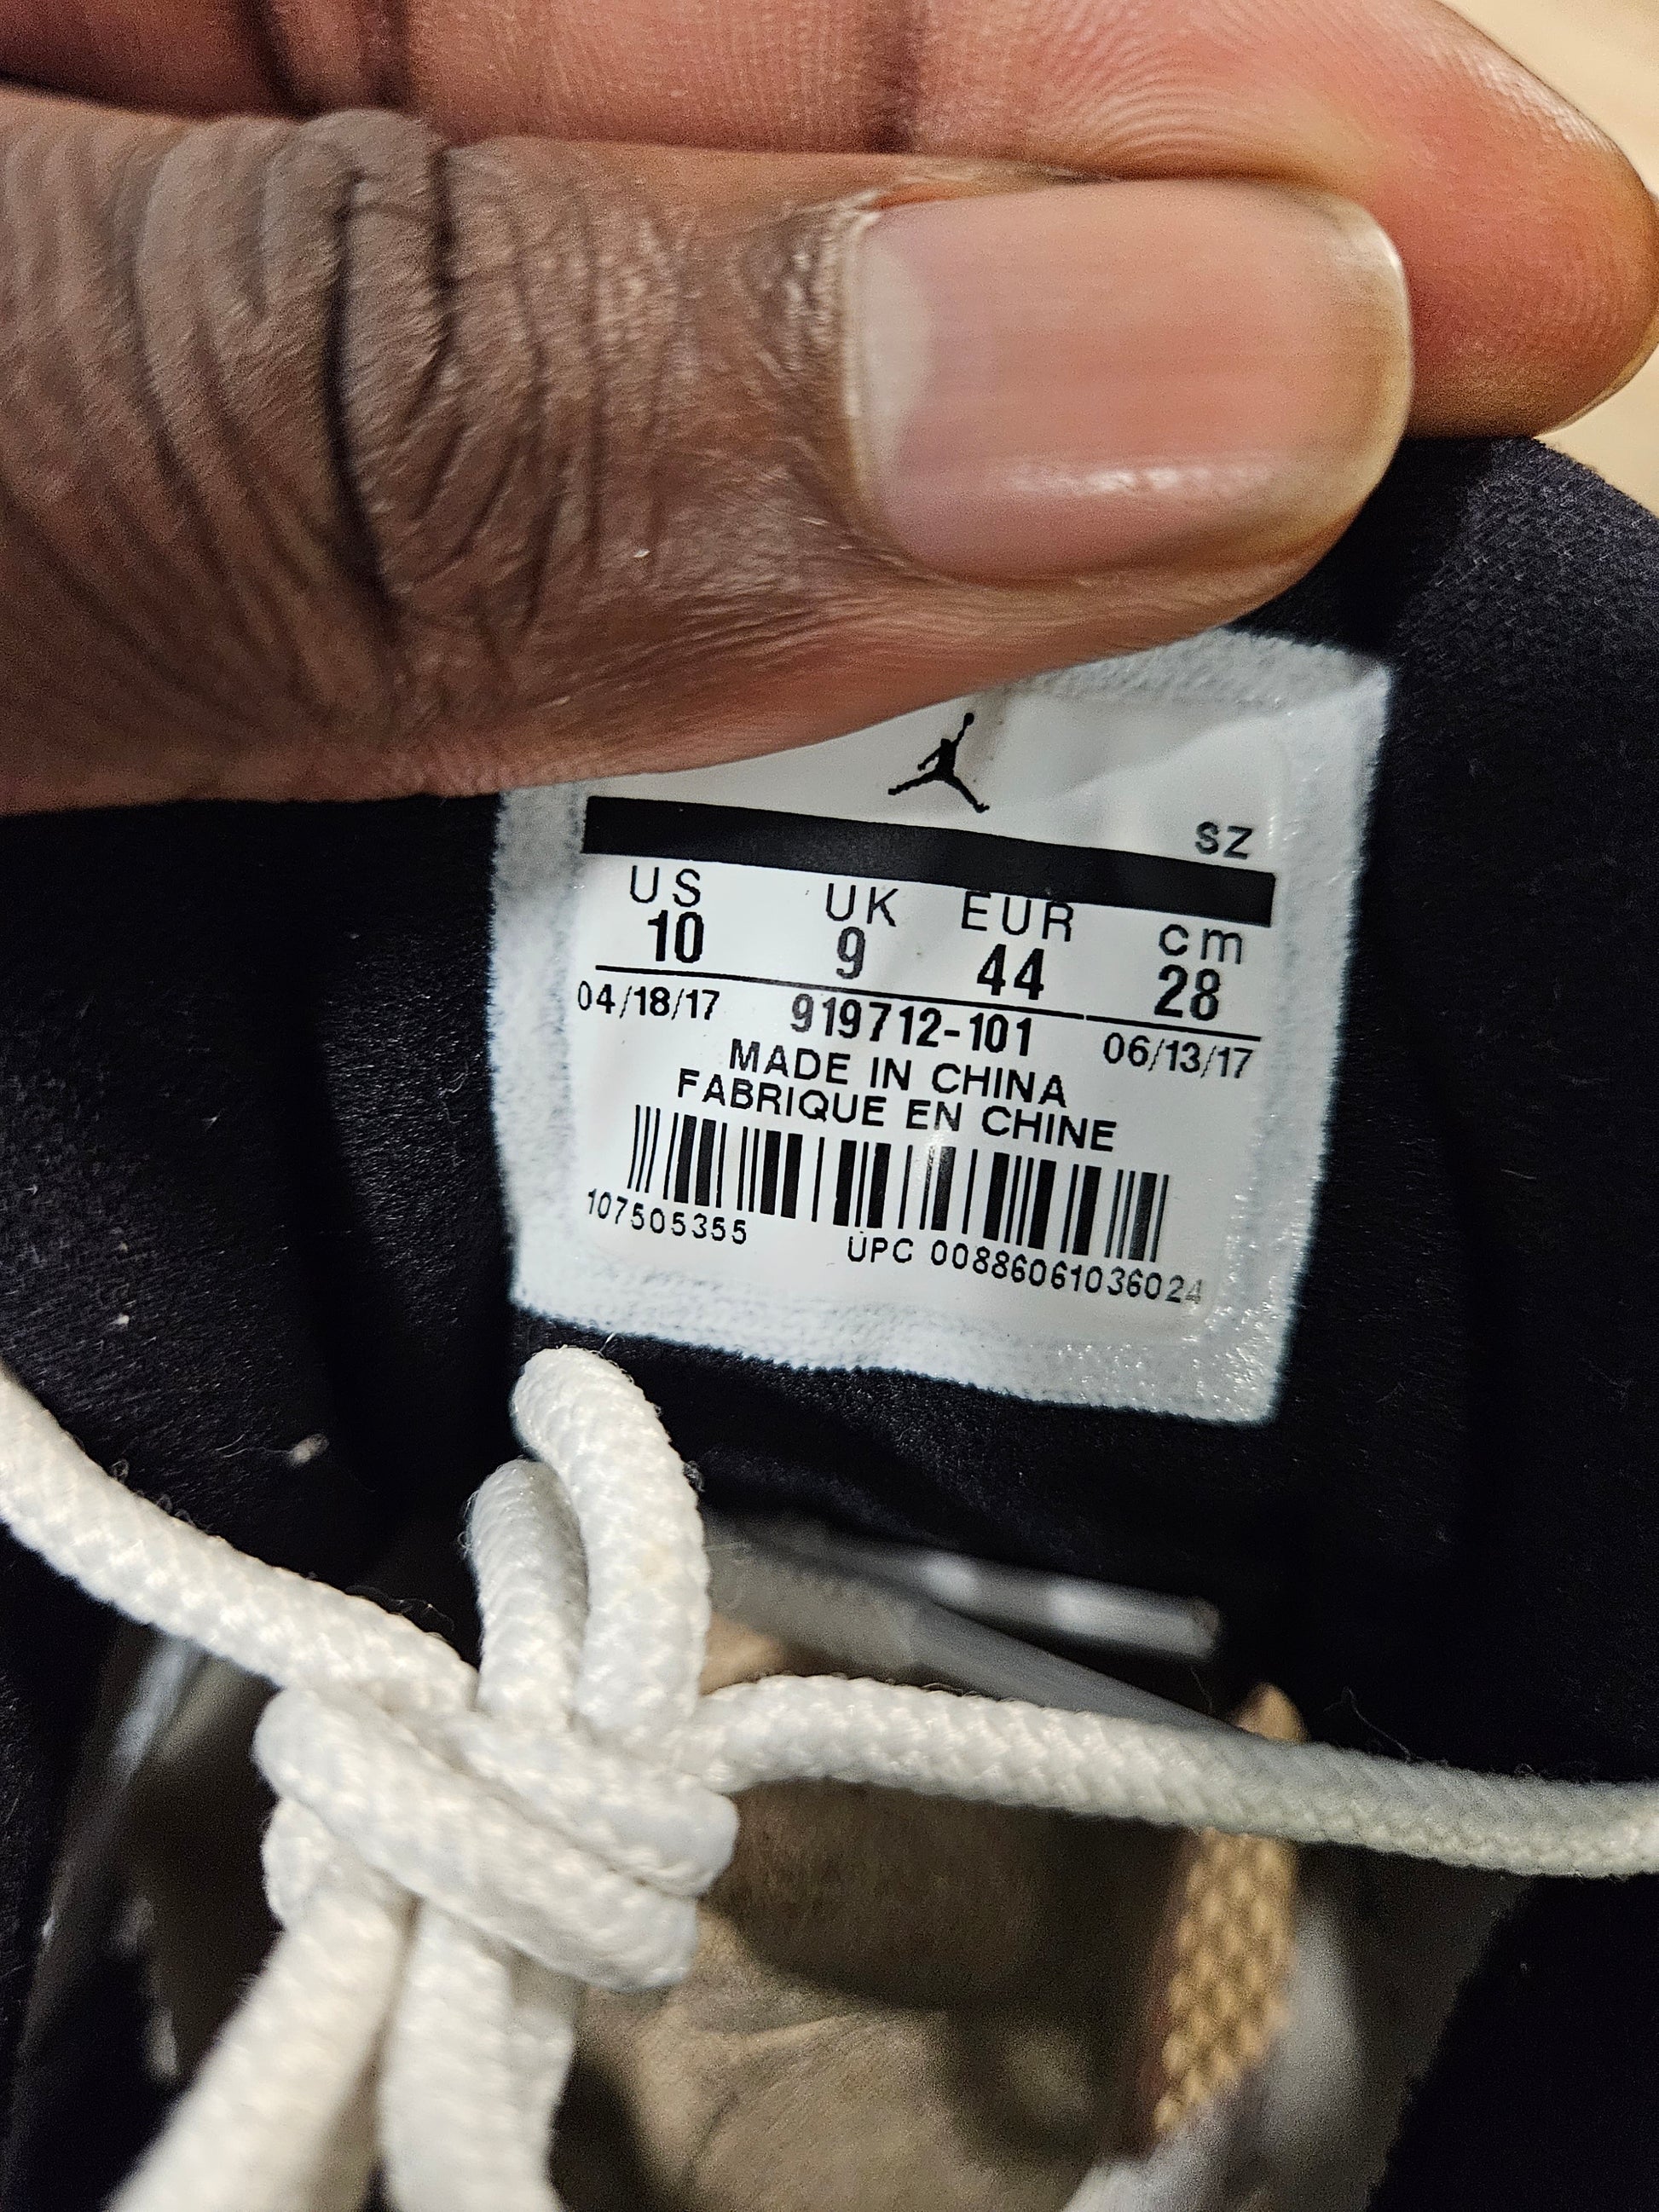 SZ
US UK EUR cm
10 9 44 28
04/18/17 919712-101 06/13/17
MADE IN CHINA
FABRIQUE EN CHINE
107505355 UPC 00886061036024